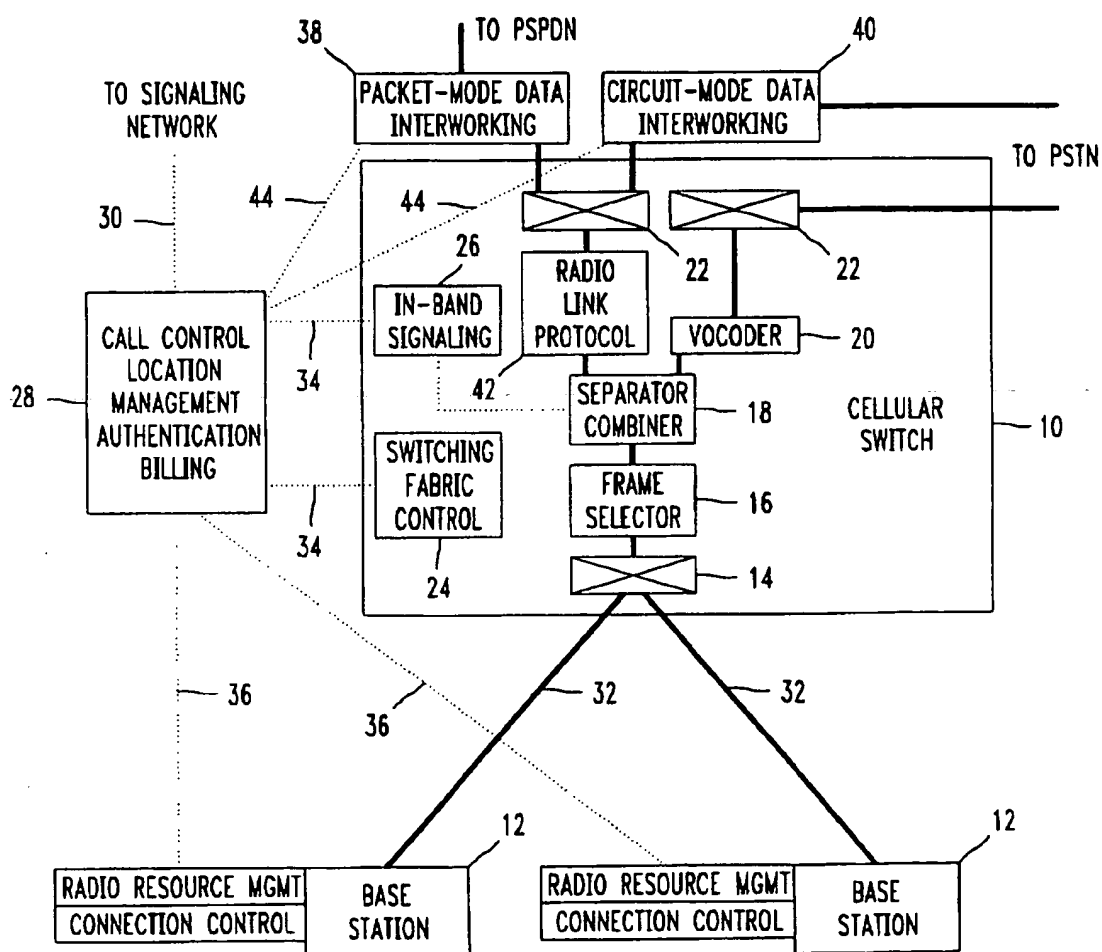 TO PSPDN
38
40
TO SIGNALING
NETWORK
PACKET-MODE DATA
INTERWORKING
CIRCUIT-MODE DATA
INTERWORKING
TO PSTN
44
30
44
26
22
22
IN-BAND
SIGNALING
RADIO
LINK
PROTOCOL
VOCODER
20
CALL CONTROL
LOCATION
MANAGEMENT
AUTHENTICATION
BILLING
28
34
42
SEPARATOR
COMBINER
18
CELLULAR
SWITCH
10
SWITCHING
FABRIC
CONTROL
FRAME
SELECTOR
16
34
24
14
36
36
32
32
12
12
RADIO RESOURCE MGMT
CONNECTION CONTROL
BASE
STATION
RADIO RESOURCE MGMT
CONNECTION CONTROL
BASE
STATION